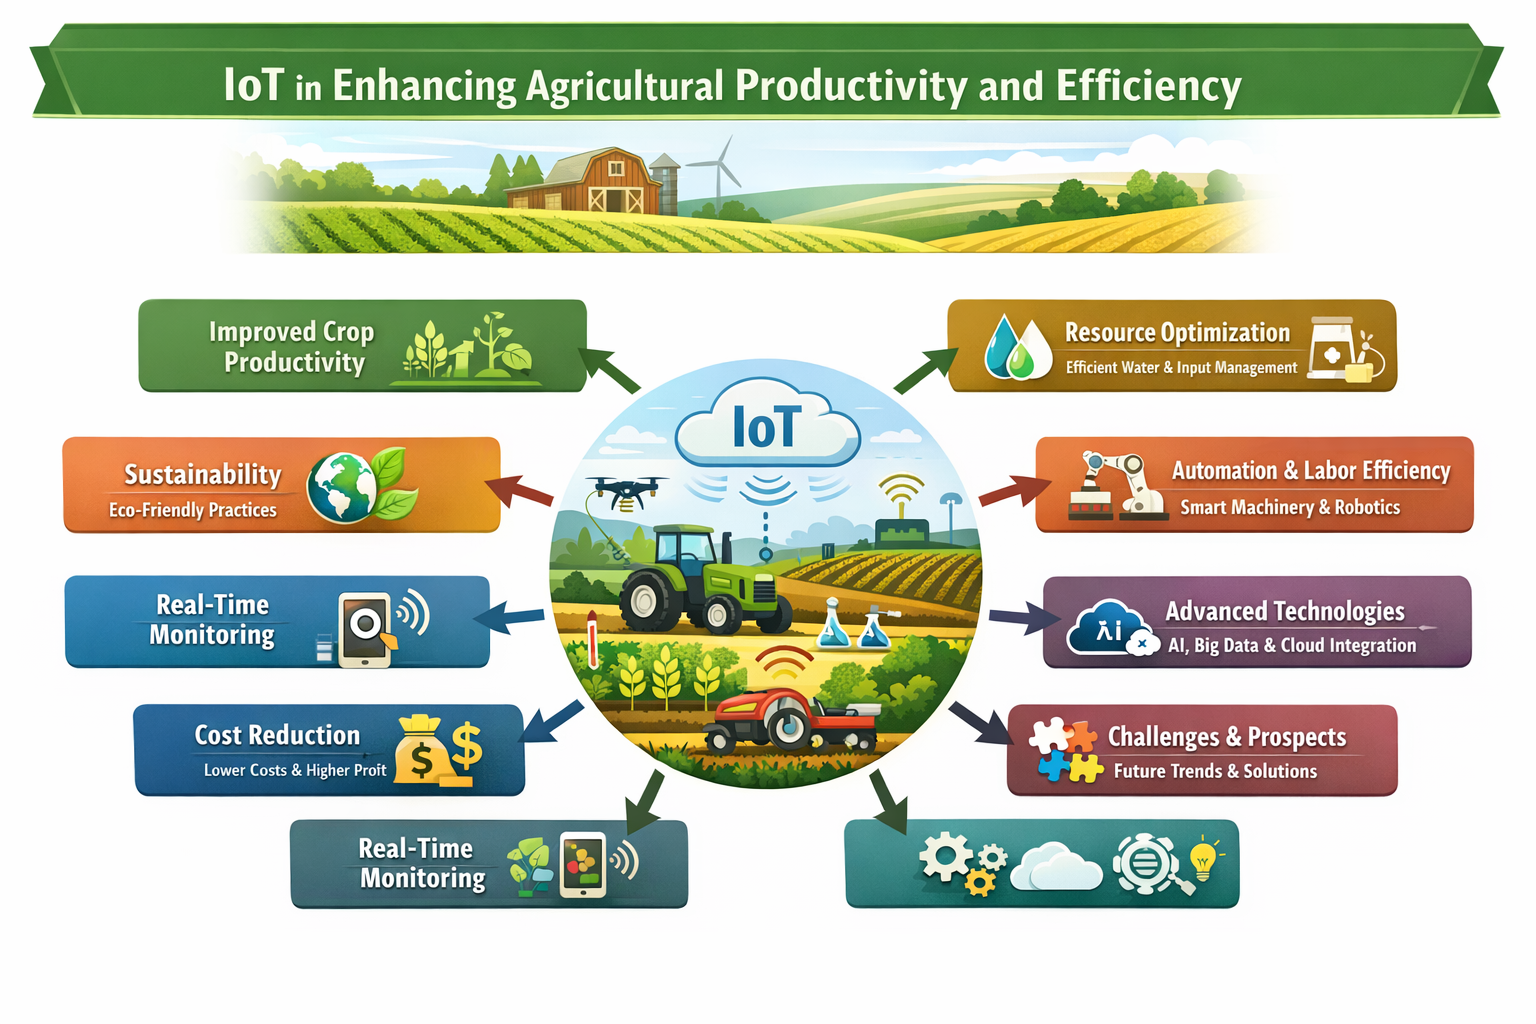 IoT in Enhancing Agricultural Productivity and Efficiency
Improved Crop
Productivity
Resource Optimization
Efficient Water & Input Management
IoT
Sustainability
Eco-Friendly Practices
Automation & Labor Efficiency
Smart Machinery & Robotics
Real-Time
Monitoring
Advanced Technologies
AI, Big Data & Cloud Integration
Cost Reduction
Lower Costs & Higher Profit
$
$
Challenges & Prospects
Future Trends & Solutions
Real-Time
Monitoring